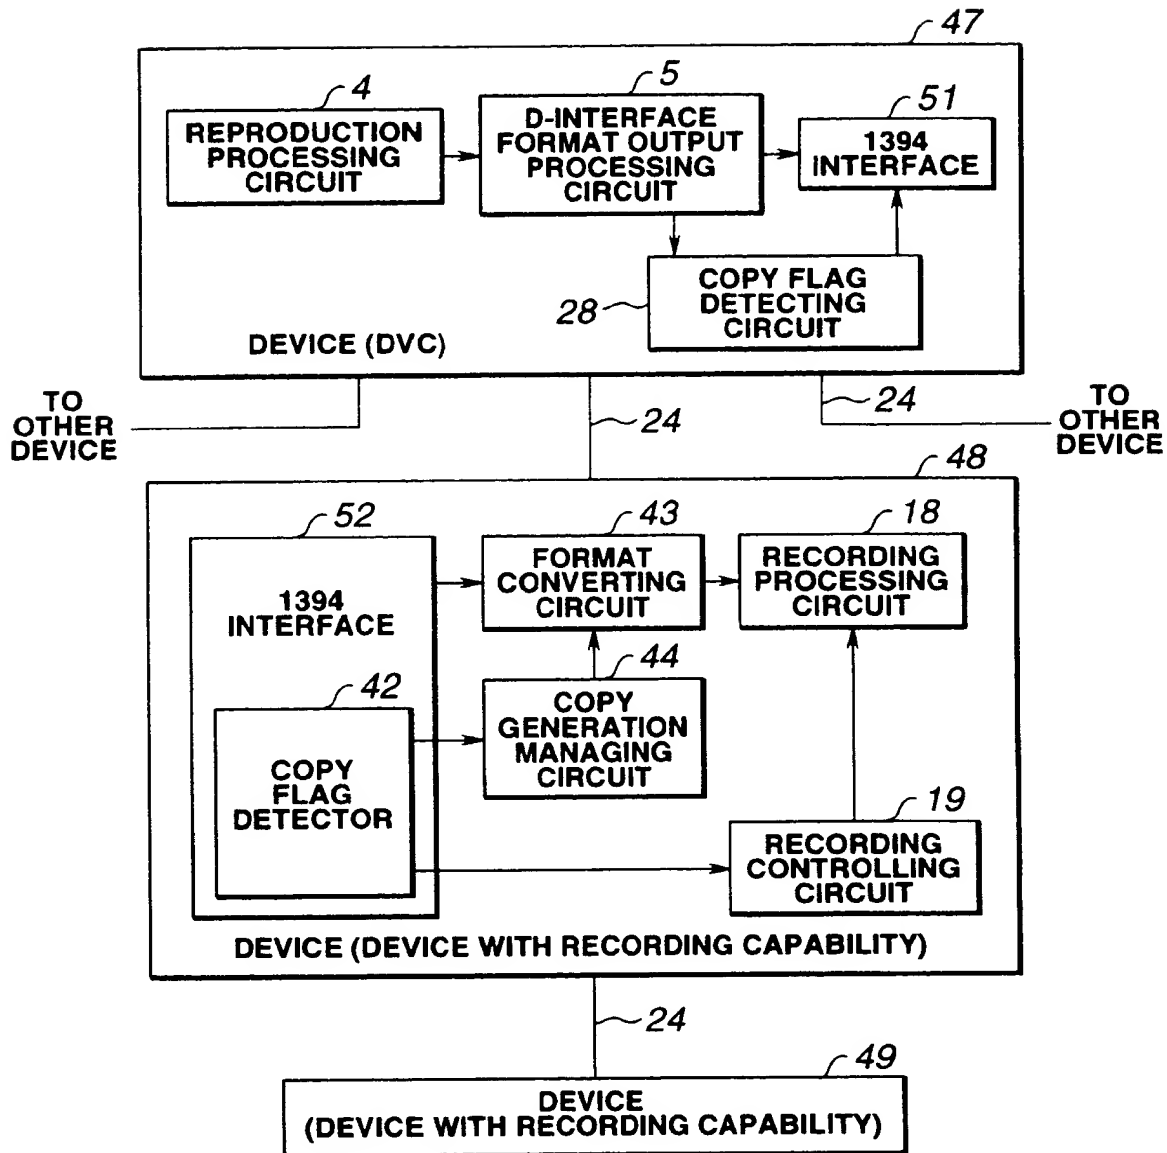 47
4
REPRODUCTION
PROCESSING
CIRCUIT
5
D-INTERFACE
FORMAT OUTPUT
PROCESSING
CIRCUIT
51
1394
INTERFACE
28
COPY FLAG
DETECTING
CIRCUIT
DEVICE (DVC)
TO
OTHER
DEVICE
24
24
TO
OTHER
DEVICE
48
52
1394
INTERFACE
43
FORMAT
CONVERTING
CIRCUIT
18
RECORDING
PROCESSING
CIRCUIT
42
COPY
FLAG
DETECTOR
44
COPY
GENERATION
MANAGING
CIRCUIT
19
RECORDING
CONTROLLING
CIRCUIT
DEVICE (DEVICE WITH RECORDING CAPABILITY)
24
49
DEVICE
(DEVICE WITH RECORDING CAPABILITY)